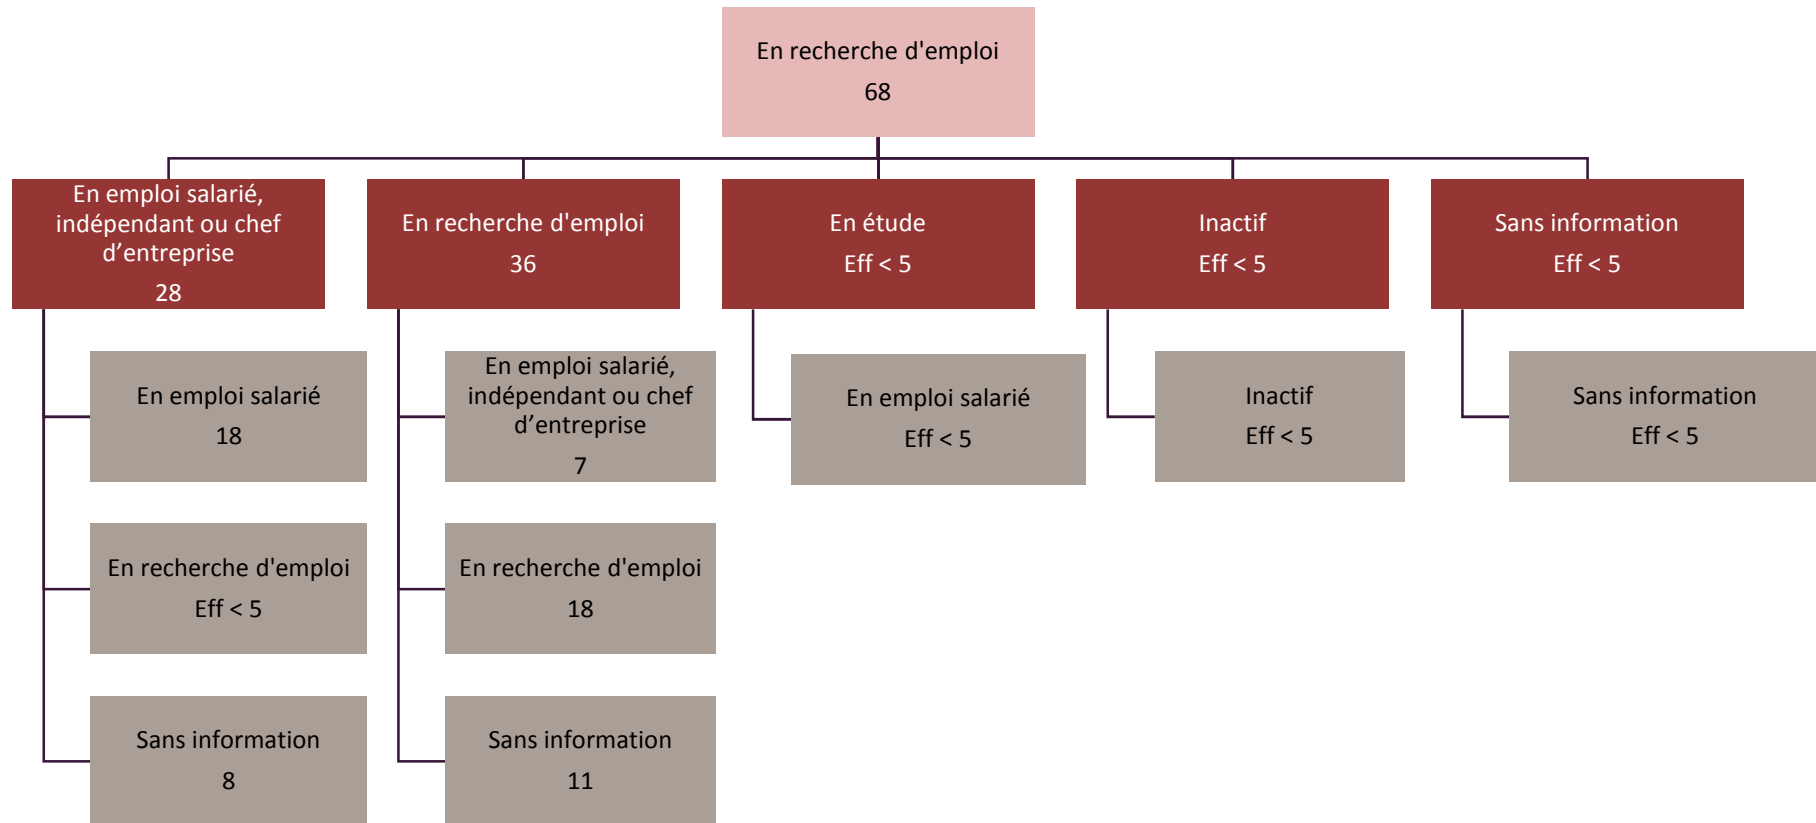 En recherche d'emploi
68
En emploi salarié,
indépendant ou chef
d’entreprise
28
En recherche d'emploi
36
En étude
Eff < 5
Inactif
Eff < 5
Sans information
Eff < 5
En emploi salarié
18
En emploi salarié,
indépendant ou chef
d’entreprise
7
En emploi salarié
Eff < 5
Inactif
Eff < 5
Sans information
Eff < 5
En recherche d'emploi
Eff < 5
En recherche d'emploi
18
Sans information
8
Sans information
11